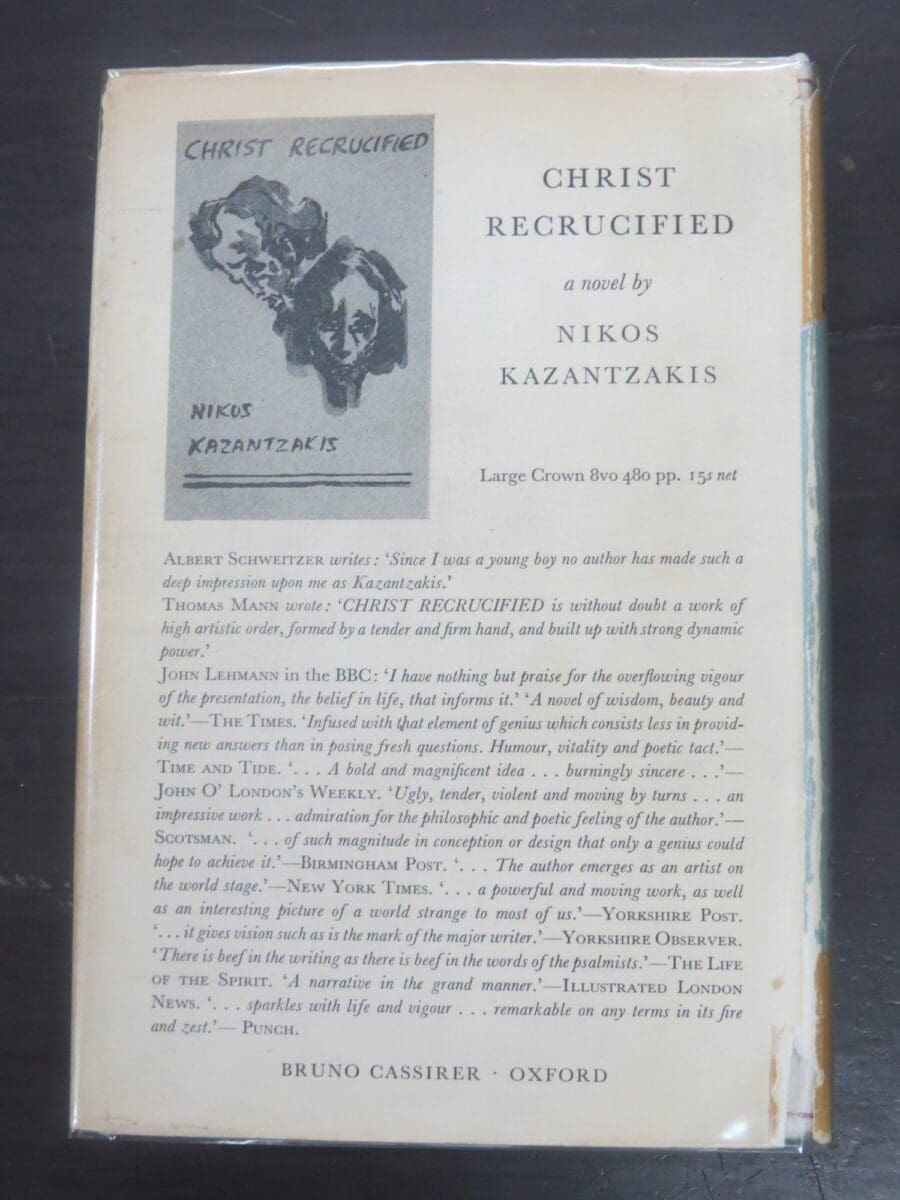 CHRIST RECRUCIFIED
NIKOS
KAZANTZAKIS
CHRIST
RECRUCIFIED
a novel by
NIKOS
KAZANTZAKIS
Large Crown 8vo 480 pp. 15s net
ALBERT SCHWEITZER writes: ‘Since I was a young boy no author has made such a
deep impression upon me as Kazantzakis.’
THOMAS MANN wrote: ‘CHRIST RECRUCIFIED is without doubt a work of
high artistic order, formed by a tender and firm hand, and built up with strong dynamic
power.’
JOHN LEHMANN in the BBC: ‘I have nothing but praise for the overflowing vigour
of the presentation, the belief in life, that informs it.’ ‘A novel of wisdom, beauty and
wit.’—THE TIMES. ‘Infused with that element of genius which consists less in provid-
ing new answers than in posing fresh questions. Humour, vitality and poetic tact.’—
TIME AND TIDE. ‘. . . A bold and magnificent idea . . . burningly sincere . . .’—
JOHN O’ LONDON’S WEEKLY. ‘Ugly, tender, violent and moving by turns . . . an
impressive work . . . admiration for the philosophic and poetic feeling of the author.’—
SCOTSMAN. ‘. . . of such magnitude in conception or design that only a genius could
hope to achieve it.’—BIRMINGHAM POST. ‘. . . The author emerges as an artist on
the world stage.’—NEW YORK TIMES. ‘. . . a powerful and moving work, as well
as an interesting picture of a world strange to most of us.’—YORKSHIRE POST.
‘. . . it gives vision such as is the mark of the major writer.’—YORKSHIRE OBSERVER.
‘There is beef in the writing as there is beef in the words of the psalmists.’—THE LIFE
OF THE SPIRIT. ‘A narrative in the grand manner.’—ILLUSTRATED LONDON
NEWS. ‘. . . sparkles with life and vigour . . . remarkable on any terms in its fire
and zest.’— PUNCH.
BRUNO CASSIRER · OXFORD